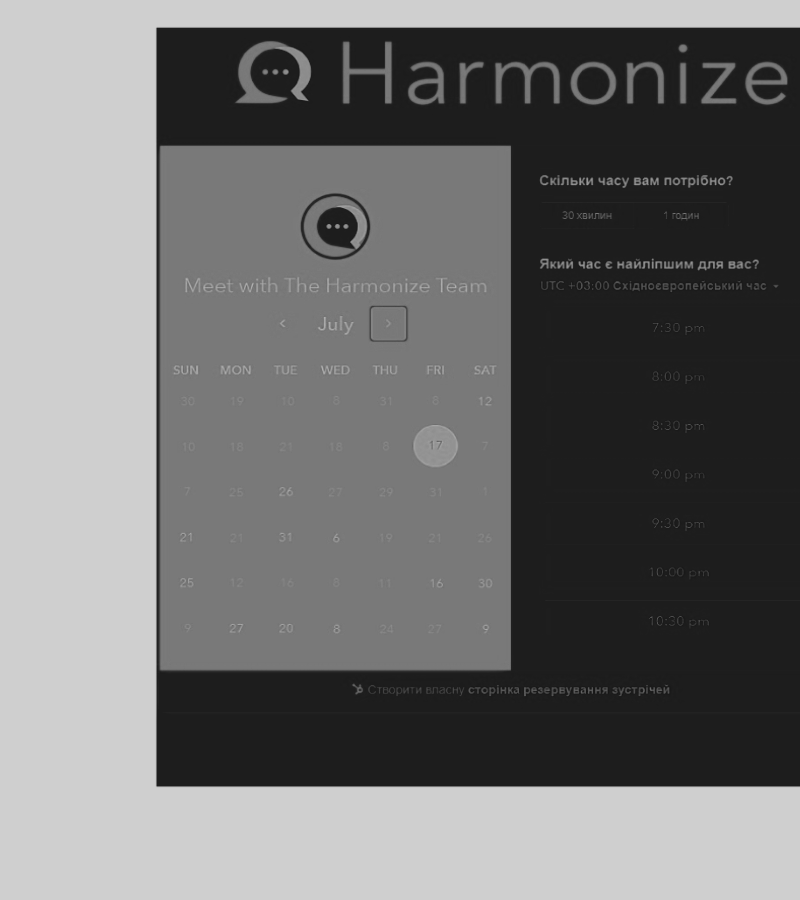 Harmonize
Meet with The Harmonize Team
July
SUN MON TUE WED THU FRI SAT
30 19 10 6 31 6 12
10 18 21 18 8 17 7
7 25 26 27 29 31 1
21 21 31 6 19 21 26
25 12 16 8 11 16 30
9 27 20 8 24 27 9
Скільки часу вам потрібно?
30 хвилин 1 годин
Який час є найліпшим для вас?
UTC +03:00 Східноєвропейський час
7:30 pm
8:00 pm
8:30 pm
9:00 pm
9:30 pm
10:00 pm
10:30 pm
Створити власну сторінка резервування зустрічей